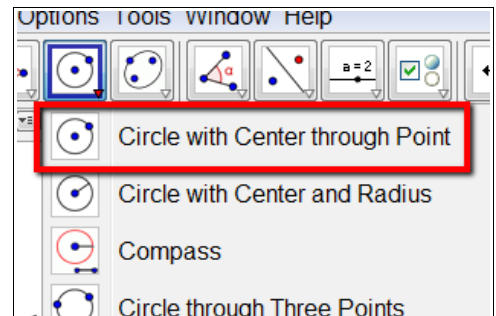 Options Tools Window Help
α
a = 2
Circle with Center through Point
Circle with Center and Radius
Compass
Circle through Three Points